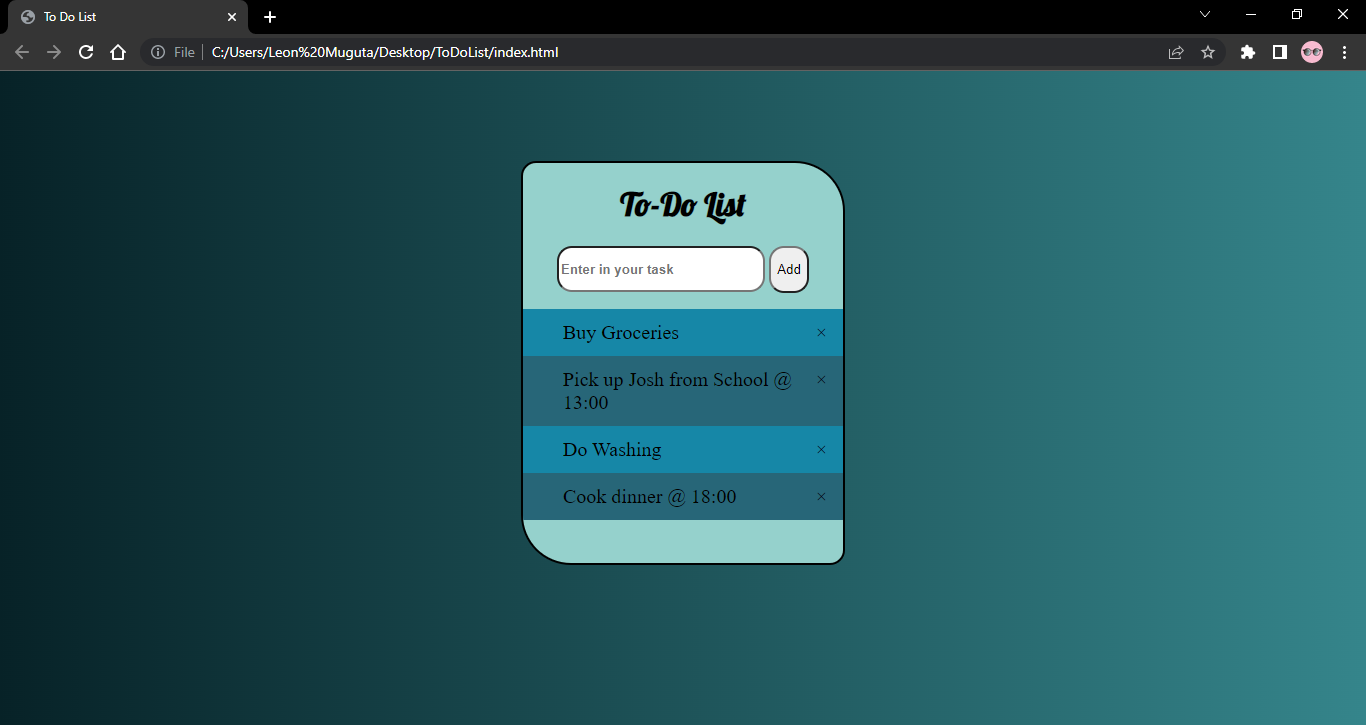 To Do List
File
C:/Users/Leon%20Muguta/Desktop/ToDoList/index.html
To-Do List
Enter in your task
Add
Buy Groceries ×
Pick up Josh from School @ ×
13:00
Do Washing ×
Cook dinner @ 18:00 ×